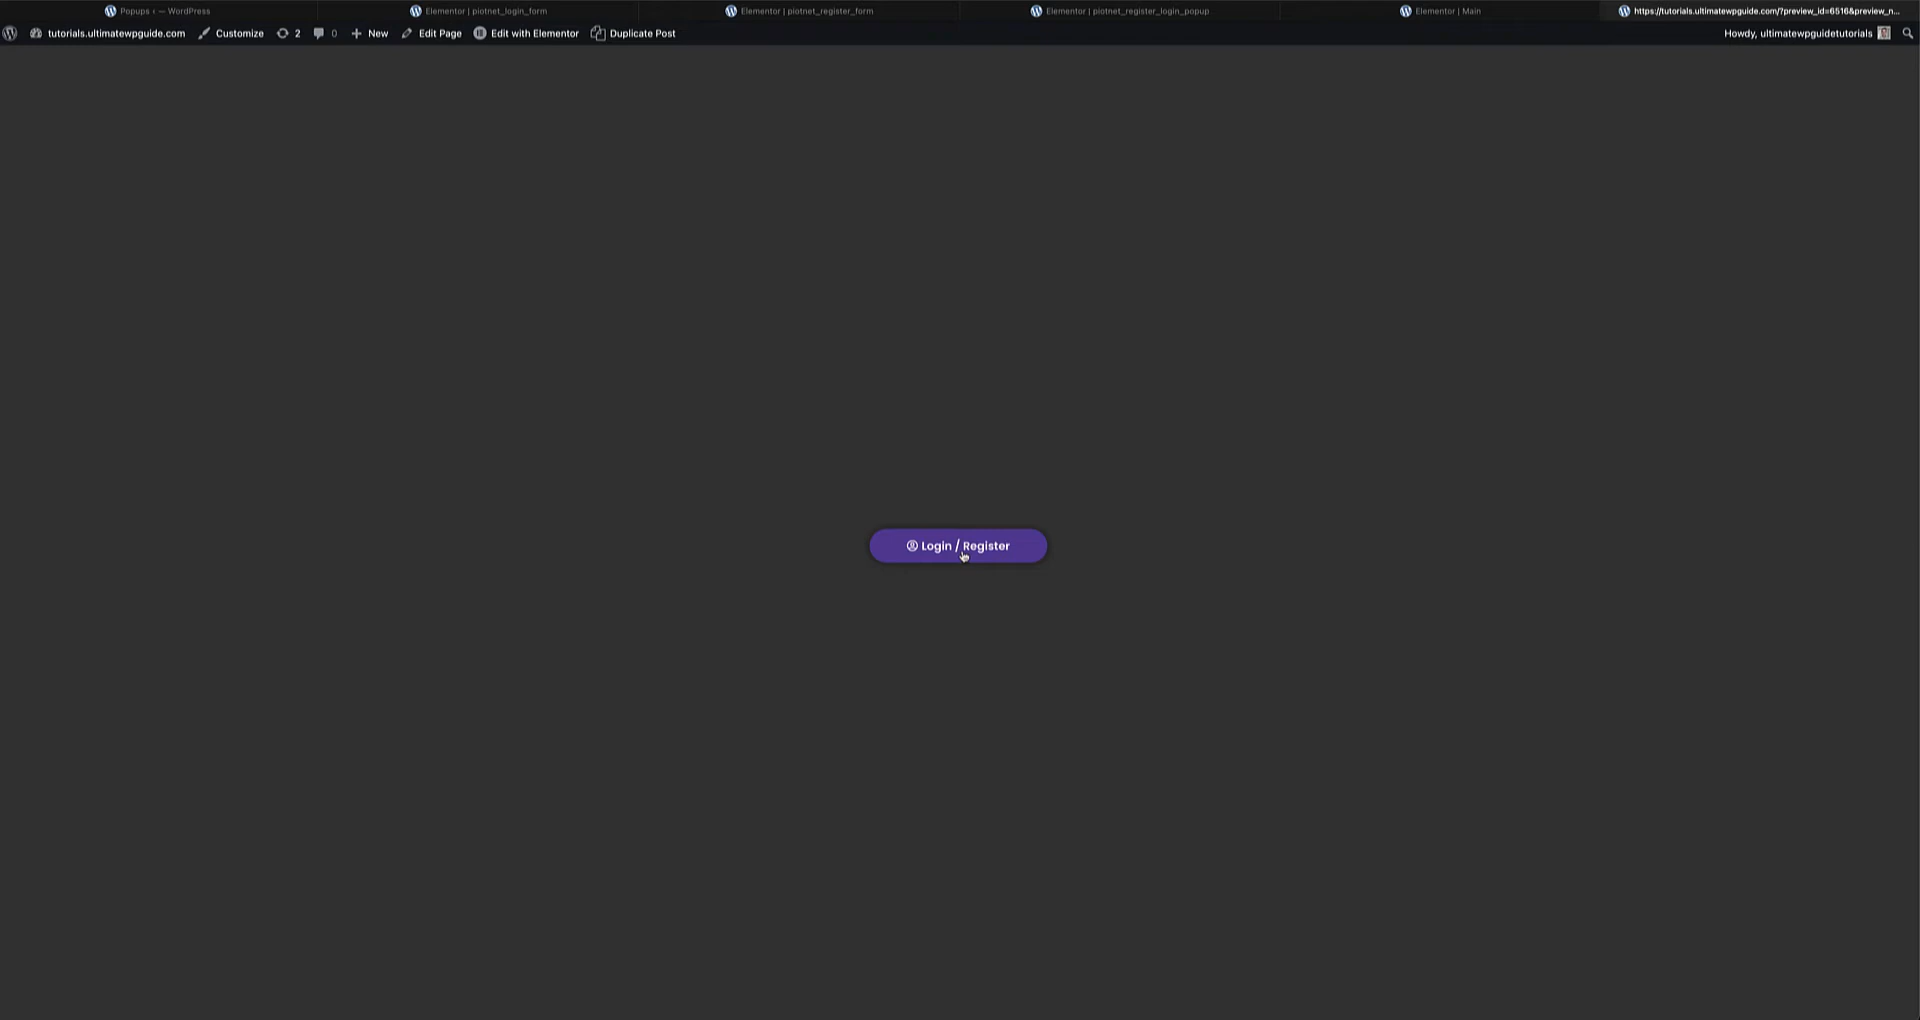 Popups ‹ — WordPress
Elementor | piotnet_login_form
Elementor | piotnet_register_form
Elementor | piotnet_register_login_popup
Elementor | Main
https://tutorials.ultimatewpguide.com/?preview_id=6516&preview_n...
tutorials.ultimatewpguide.com Customize 2 0 New Edit Page Edit with Elementor Duplicate Post Howdy, ultimatewpguidetutorials
Login / Register